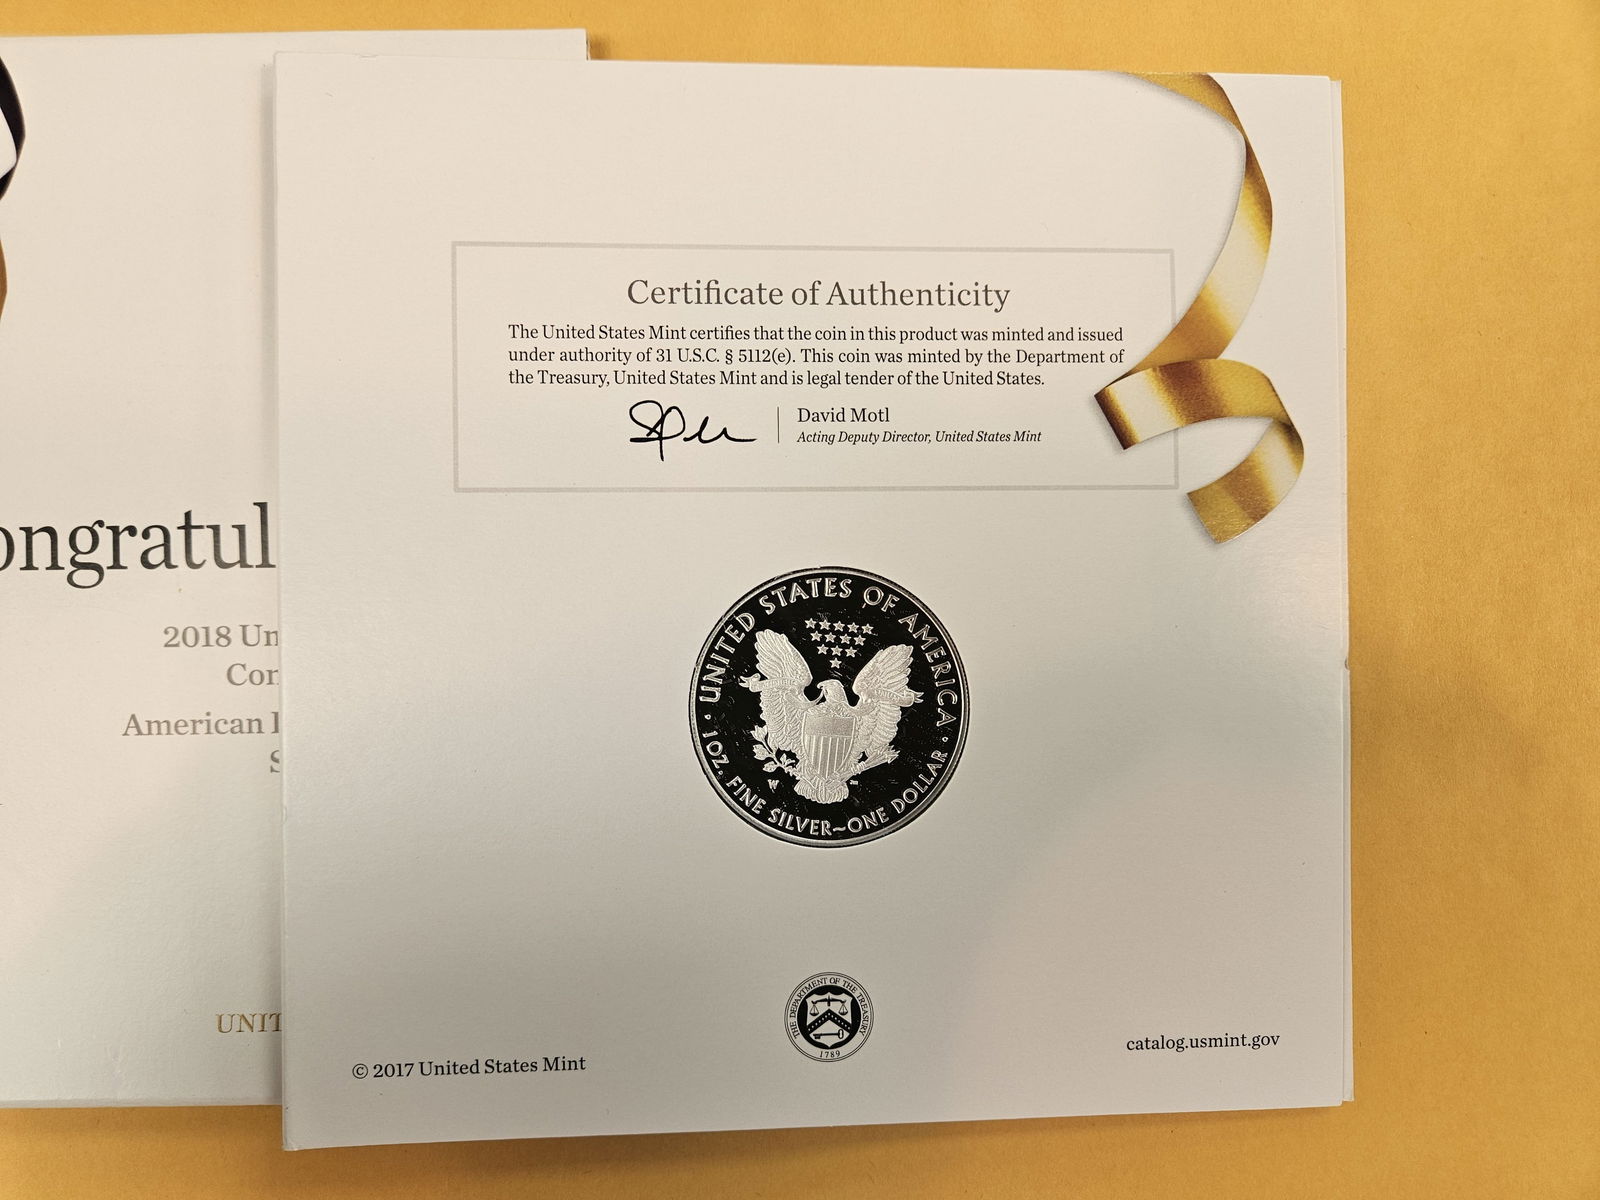 ongratul
2018 Un
Con
American
S
UNIT
Certificate of Authenticity
The United States Mint certifies that the coin in this product was minted and issued
under authority of 31 U.S.C. § 5112(e). This coin was minted by the Department of
the Treasury, United States Mint and is legal tender of the United States.
David Motl
Acting Deputy Director, United States Mint
UNITED STATES OF AMERICA
W
1 OZ. FINE SILVER~ONE DOLLAR
THE DEPARTMENT OF THE TREASURY
1789
© 2017 United States Mint
catalog.usmint.gov